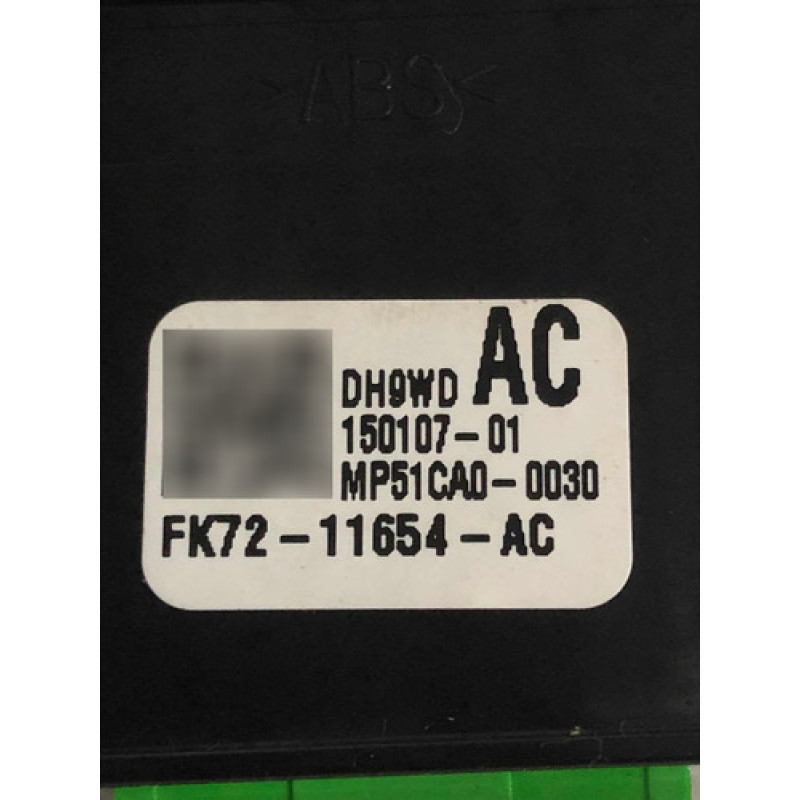 >ABS<
DH9WD AC
150107-01
MP51CA0-0030
FK72-11654-AC